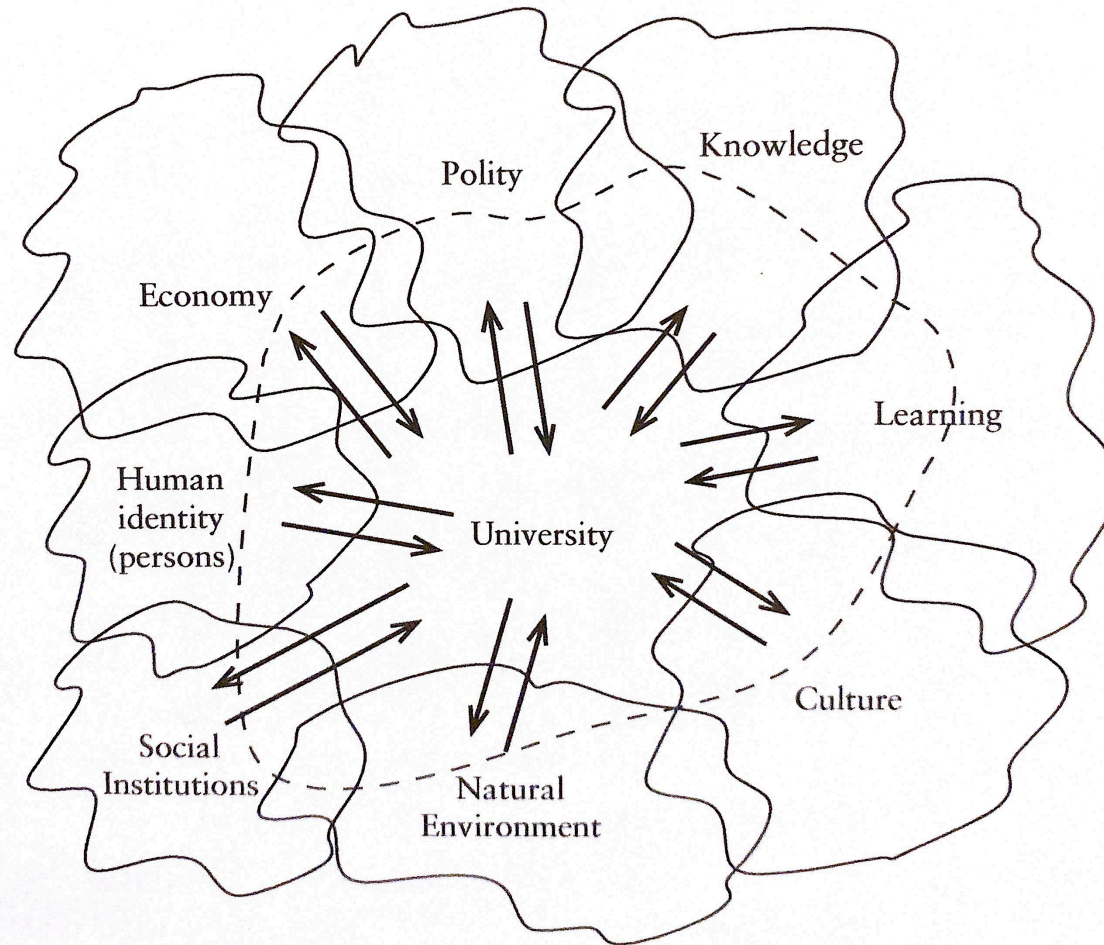 Knowledge
Polity
Economy
Learning
Human
identity
(persons)
University
Culture
Social
Institutions
Natural
Environment